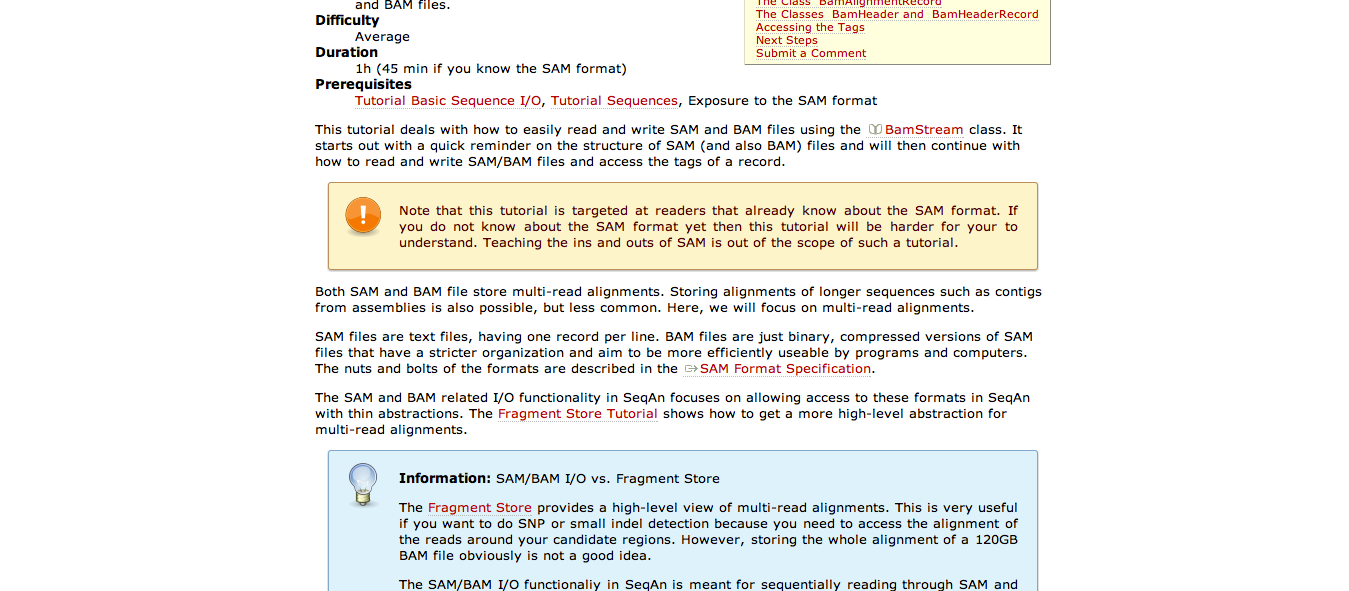 and BAM files.
Difficulty
Average
Duration
1h (45 min if you know the SAM format)
Prerequisites
Tutorial Basic Sequence I/O, Tutorial Sequences, Exposure to the SAM format
The Class BamAlignmentRecord
The Classes BamHeader and BamHeaderRecord
Accessing the Tags
Next Steps
Submit a Comment
This tutorial deals with how to easily read and write SAM and BAM files using the BamStream class. It
starts out with a quick reminder on the structure of SAM (and also BAM) files and will then continue with
how to read and write SAM/BAM files and access the tags of a record.
Note that this tutorial is targeted at readers that already know about the SAM format. If
you do not know about the SAM format yet then this tutorial will be harder for your to
understand. Teaching the ins and outs of SAM is out of the scope of such a tutorial.
Both SAM and BAM file store multi-read alignments. Storing alignments of longer sequences such as contigs
from assemblies is also possible, but less common. Here, we will focus on multi-read alignments.
SAM files are text files, having one record per line. BAM files are just binary, compressed versions of SAM
files that have a stricter organization and aim to be more efficiently useable by programs and computers.
The nuts and bolts of the formats are described in the SAM Format Specification.
The SAM and BAM related I/O functionality in SeqAn focuses on allowing access to these formats in SeqAn
with thin abstractions. The Fragment Store Tutorial shows how to get a more high-level abstraction for
multi-read alignments.
Information: SAM/BAM I/O vs. Fragment Store
The Fragment Store provides a high-level view of multi-read alignments. This is very useful
if you want to do SNP or small indel detection because you need to access the alignment of
the reads around your candidate regions. However, storing the whole alignment of a 120GB
BAM file obviously is not a good idea.
The SAM/BAM I/O functionaliy in SeqAn is meant for sequentially reading through SAM and